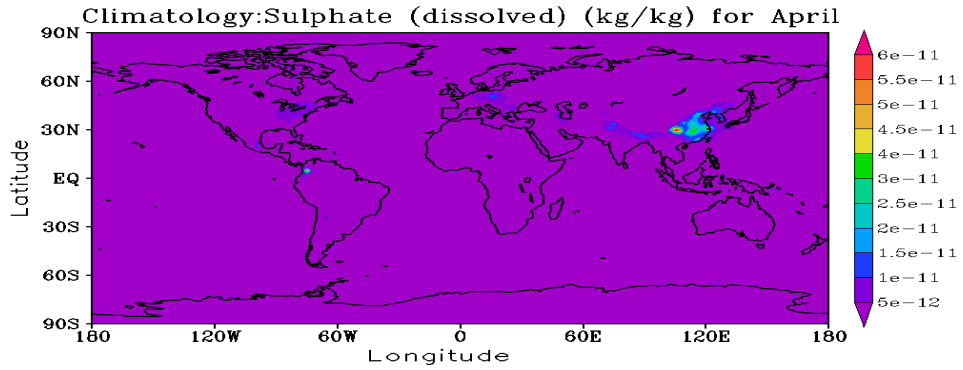 Climatology:Sulphate (dissolved) (kg/kg) for April
90N
60N
30N
EQ
30S
60S
90S
Latitude
180 120W 60W 0 60E 120E 180
Longitude
6e-11
5.5e-11
5e-11
4.5e-11
4e-11
3e-11
2.5e-11
2e-11
1.5e-11
1e-11
5e-12